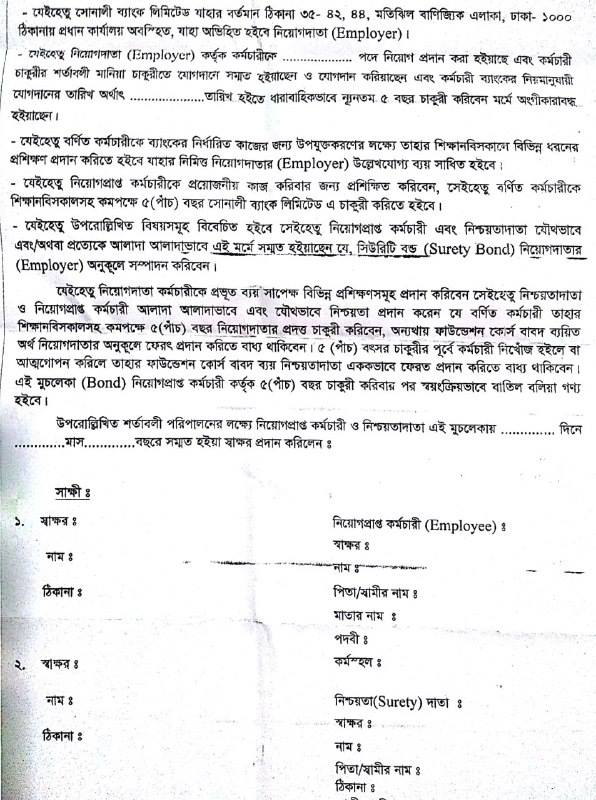 - যেহেতু সোনালী ব্যাংক লিমিটেড যাহার বর্তমান ঠিকানা ৩৫- ৪২, ৪৪, মতিঝিল বাণিজ্যিক এলাকা, ঢাকা- ১০০০
ঠিকানায় প্রধান কার্যালয় অবস্হিত, যাহা অভিহিত হইবে নিয়োগদাতা (Employer)।
- যেইহেতু নিয়োগদাতা (Employer) কর্তৃক কর্মচারীকে .................... পদে নিয়োগ প্রদান করা হইয়াছে এবং কর্মচারী
চাকুরীর শর্তাবলী মানিয়া চাকুরীতে যোগদানে সম্মত হইয়াছেন ও যোগদান করিয়াছেন এবং কর্মচারী ব্যাংকের নিয়মানুযায়ী
যোগদানের তারিখ অর্থাৎ .....................তারিখ হইতে ধারাবাহিকভাবে ন্যুনতম ৫ বছর চাকুরী করিবেন মর্মে অংগীকারাবদ্ধ
হইয়াছেন।
- যেইহেতু বর্ণিত কর্মচারীকে ব্যাংকের নির্ধারিত কাজের জন্য উপযুক্তকরণের লক্ষ্যে তাহার শিক্ষানবিসকালে বিভিন্ন ধরনের
প্রশিক্ষণ প্রদান করিতে হইবে যাহার নিমিত্ত নিয়োগদাতার (Employer) উল্লেখযোগ্য ব্যয় সাধিত হইবে।
- যেইহেতু নিয়োগপ্রাপ্ত কর্মচারীকে প্রয়োজনীয় কাজ করিবার জন্য প্রশিক্ষিত করিবেন, সেইহেতু বর্ণিত কর্মচারীকে
শিক্ষানবিসকালসহ কমপক্ষে ৫(পাঁচ) বছর সোনালী ব্যাংক লিমিটেড এ চাকুরী করিতে হইবে।
- যেইহেতু উপরোল্লিখিত বিষয়সমূহ বিবেচিত হইবে সেইহেতু নিয়োগপ্রাপ্ত কর্মচারী এবং নিশ্চয়তাদাতা যৌথভাবে
এবং/অথবা প্রত্যেকে আলাদা আলাদাভাবে এই মর্মে সম্মত হইয়াছেন যে, সিউরিটি বন্ড (Surety Bond) নিয়োগদাতার
(Employer) অনুকূলে সম্পাদন করিবেন।
যেইহেতু নিয়োগদাতা কর্মচারীকে প্রভূত ব্যয় সাপেক্ষ বিভিন্ন প্রশিক্ষণসমূহ প্রদান করিবেন সেইহেতু নিশ্চয়তাদাতা
ও নিয়োগপ্রাপ্ত কর্মচারী আলাদা আলাদাভাবে এবং যৌথভাবে নিশ্চয়তা প্রদান করেন যে বর্ণিত কর্মচারী তাহার
শিক্ষানবিসকালসহ কমপক্ষে ৫(পাঁচ) বছর নিয়োগদাতার প্রদত্ত চাকুরী করিবেন, অন্যথায় ফাউন্ডেশন কোর্স বাবদ ব্যয়িত
অর্থ নিয়োগদাতার অনুকূলে ফেরৎ প্রদান করিতে বাধ্য থাকিবেন। ৫ (পাঁচ) বৎসর চাকুরীর পূর্বে কর্মচারী নিখোঁজ হইলে বা
আত্মগোপন করিলে তাহার ফাউন্ডেশন কোর্স বাবদ ব্যয় নিশ্চয়তাদাতা এককভাবে ফেরত প্রদান করিতে বাধ্য থাকিবেন।
এই মুচলেকা (Bond) নিয়োগপ্রাপ্ত কর্মচারী কর্তৃক ৫(পাঁচ) বছর চাকুরী করিবার পর স্বয়ংক্রিয়ভাবে বাতিল বলিয়া গণ্য
হইবে।
উপরোল্লিখিত শর্তাবলী পরিপালনের লক্ষ্যে নিয়োগপ্রাপ্ত কর্মচারী ও নিশ্চয়তাদাতা এই মুচলেকায় .............. দিনে
.............মাস.............বছরে সম্মত হইয়া স্বাক্ষর প্রদান করিলেন ঃ
সাক্ষী ঃ
১. স্বাক্ষর ঃ
নাম ঃ
ঠিকানা ঃ
২. স্বাক্ষর ঃ
নাম ঃ
ঠিকানা ঃ
নিয়োগপ্রাপ্ত কর্মচারী (Employee) ঃ
স্বাক্ষর ঃ
নাম ঃ
পিতা/স্বামীর নাম ঃ
মাতার নাম ঃ
পদবী ঃ
কর্মস্হল ঃ
নিশ্চয়তা(Surety) দাতা ঃ
স্বাক্ষর ঃ
নাম ঃ
পিতা/স্বামীর নাম ঃ
ঠিকানা ঃ